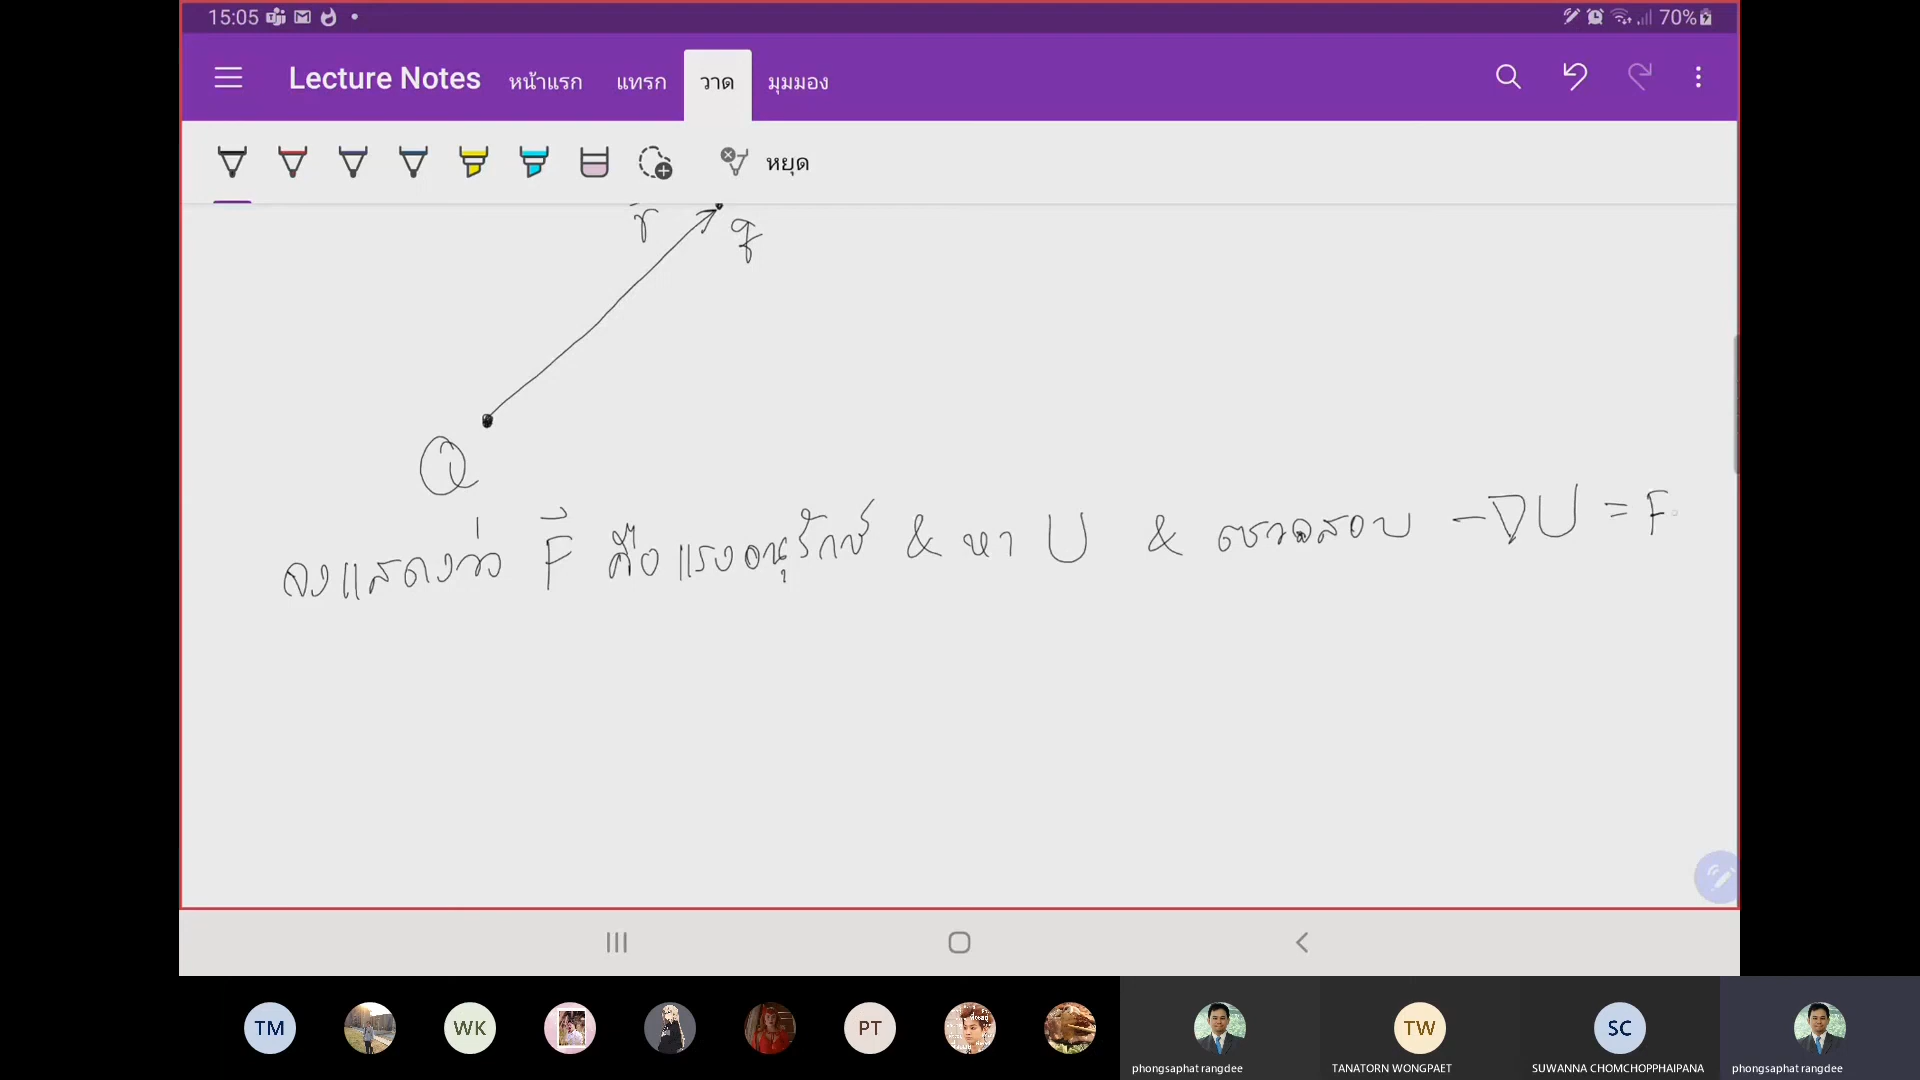 15:05
70%
Lecture Notes หน้าแรก แทรก วาด มุมมอง
หยุด
r
q
Q
จงแสดงว่า F คือแรงอนุรักษ์ & หา U & ตรวจสอบ -∇U = F
TM WK PT TW SC
phongsaphat rangdee TANATORN WONGPAET SUWANNA CHOMCHOPPHAIPANA phongsaphat rangdee